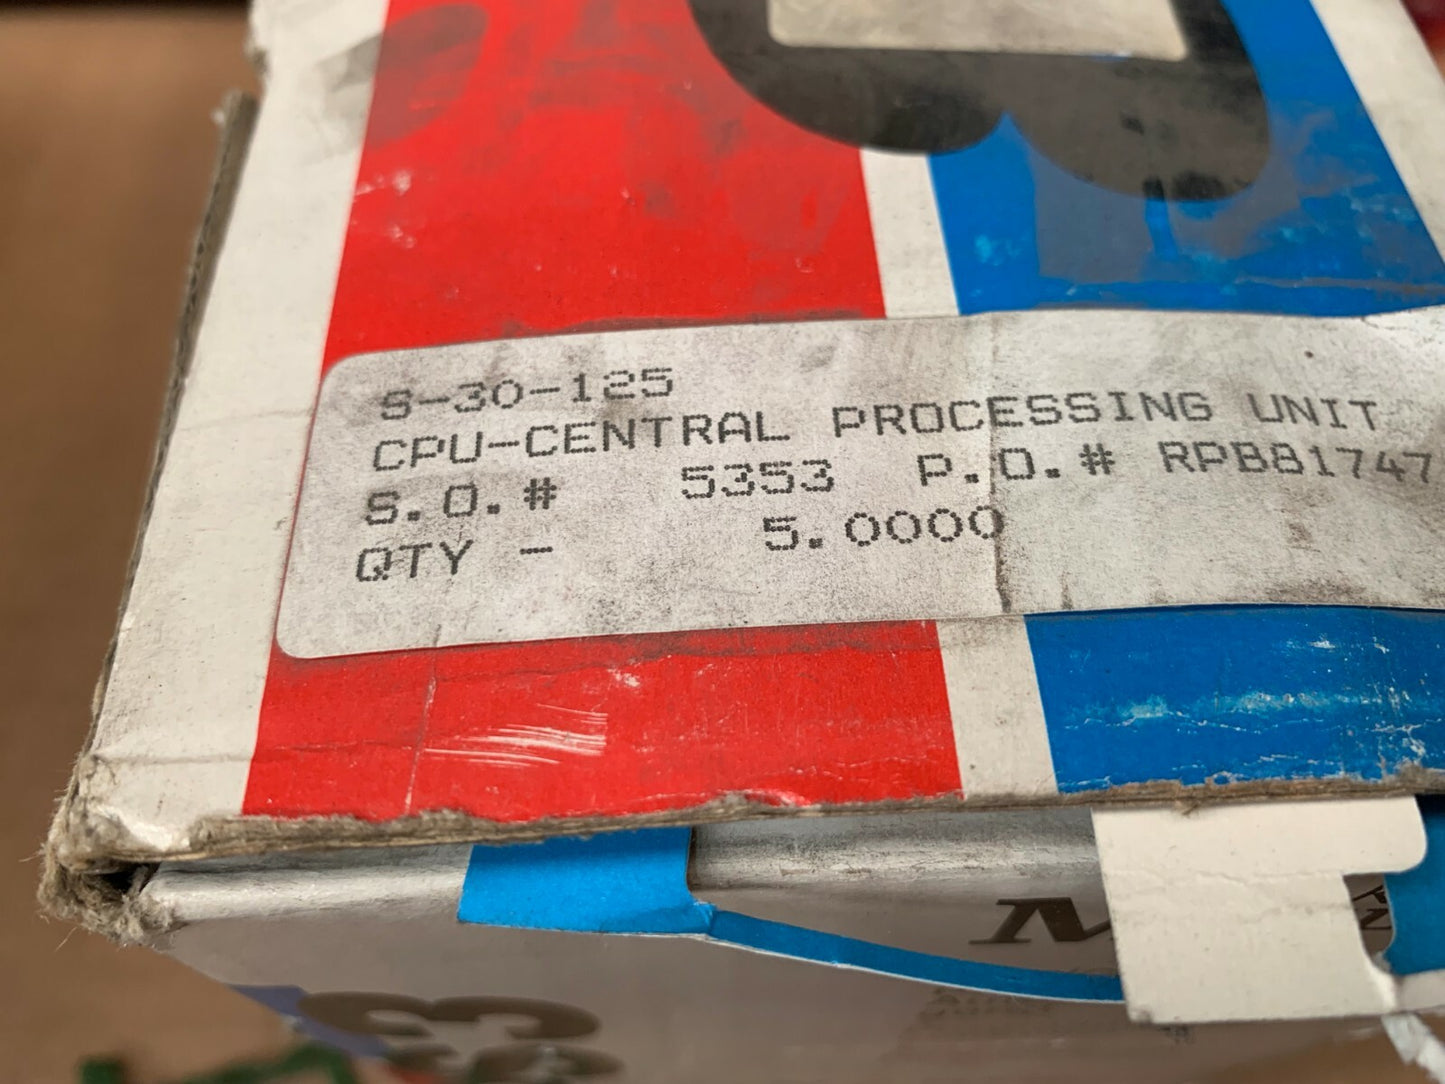 S-30-125
CPU-CENTRAL PROCESSING UNIT
S.O.# 5353 P.O.# RPB81747
QTY - 5.0000